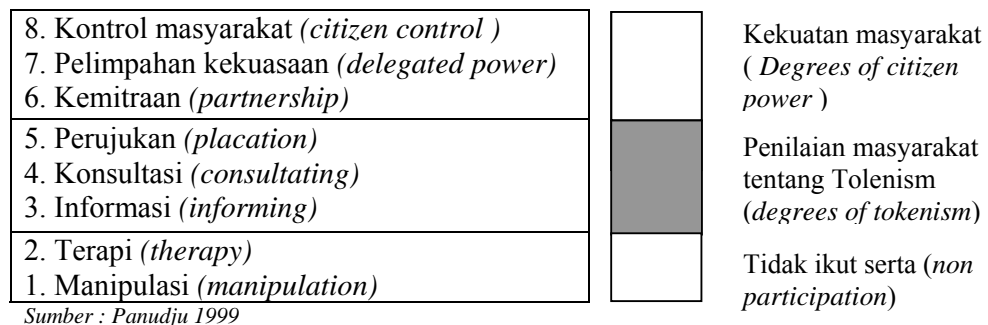 8. Kontrol masyarakat (citizen control )
7. Pelimpahan kekuasaan (delegated power)
6. Kemitraan (partnership)
5. Perujukan (placation)
4. Konsultasi (consultating)
3. Informasi (informing)
2. Terapi (therapy)
1. Manipulasi (manipulation)
Sumber : Panudju 1999
Kekuatan masyarakat
( Degrees of citizen
power )
Penilaian masyarakat
tentang Tolenism
(degrees of tokenism)
Tidak ikut serta (non
participation)